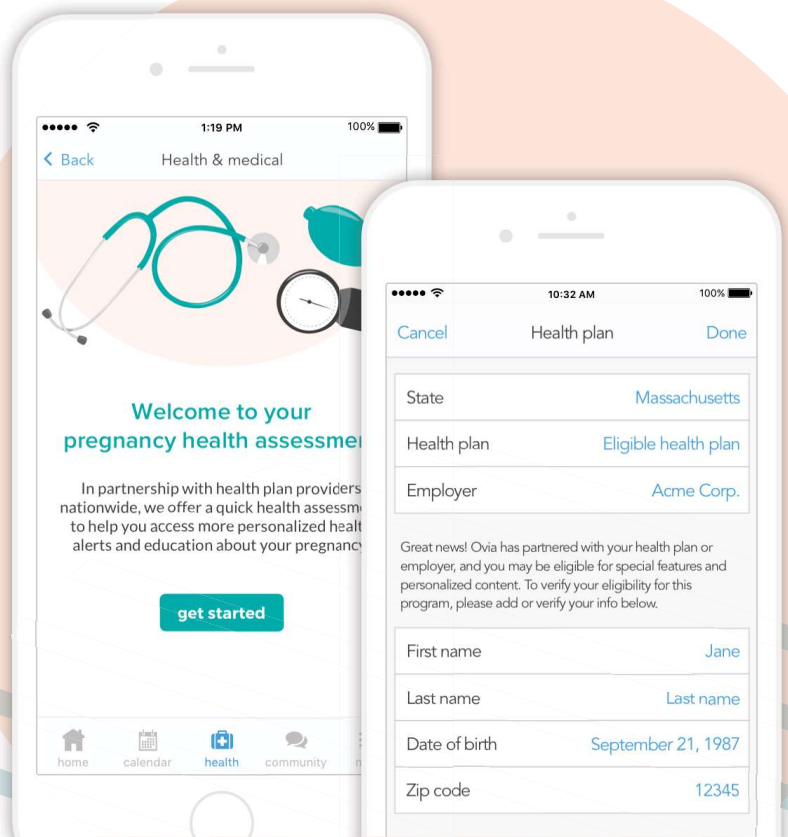 1:19 PM
100%
Back
Health & medical
Welcome to your
pregnancy health
In partnership with health plan providers
nationwide, we offer a quick health
to help you access more personalized
alerts and education about your
get started
home
calendar
health
community
10:32 AM
100%
Cancel
Health plan
Done
State
Massachusetts
Health plan
Eligible health plan
Employer
Acme Corp.
Great news! Ovia has partnered with your health plan or
employer, and you may be eligible for special features and
personalized content. To verify your eligibility for this
program, please add or verify your info below.
First name
Jane
Last name
Last name
Date of birth
September 21, 1987
Zip code
12345